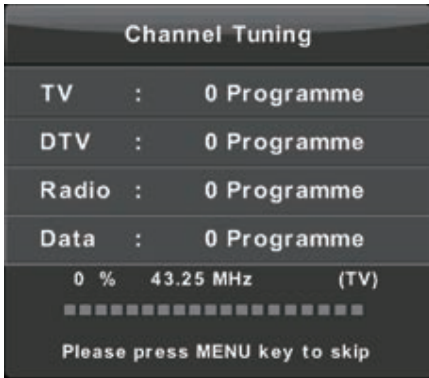 Channel Tuning
TV : 0 Programme
DTV : 0 Programme
Radio : 0 Programme
Data : 0 Programme
0 % 43.25 MHz (TV)
Please press MENU key to skip